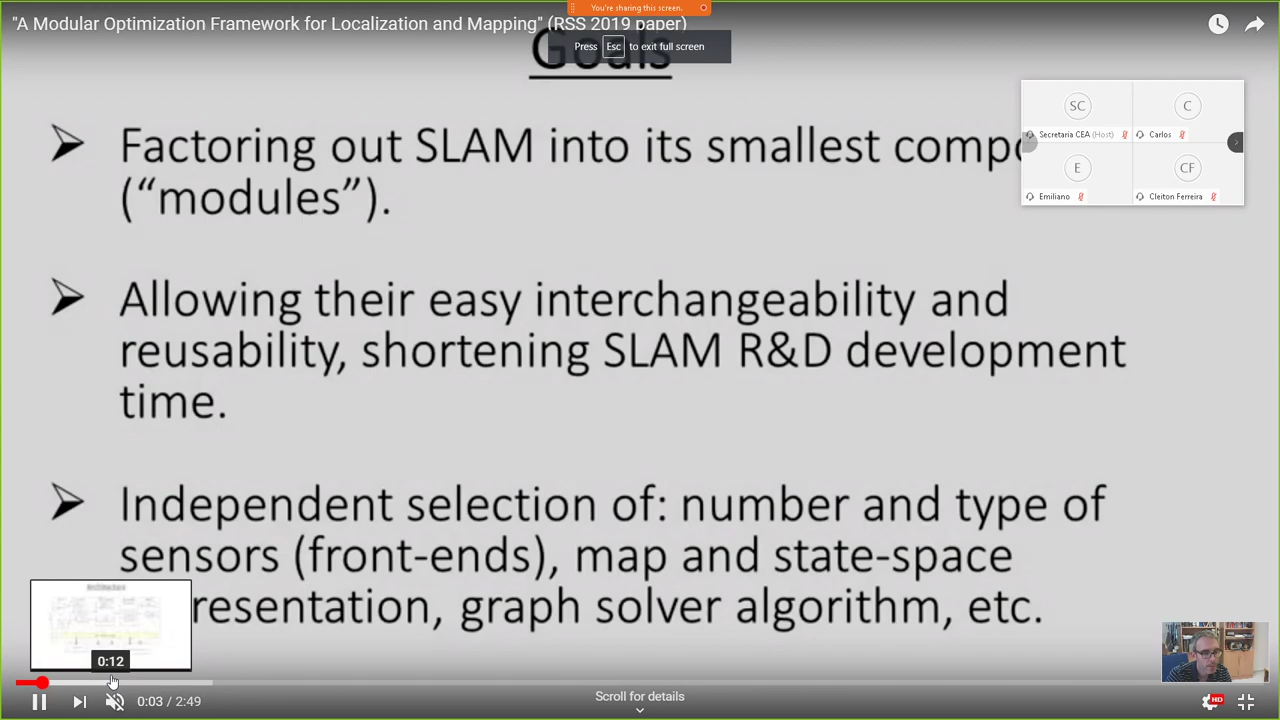 You're sharing this screen.
"A Modular Optimization Framework for Localization and Mapping" (RSS 2019 paper)
Goals
Press Esc to exit full screen
Factoring out SLAM into its smallest compo
("modules").
SC
Secretaria CEA (Host)
C
Carlos
E
Emiliano
CF
Cleiton Ferreira
Allowing their easy interchangeability and
reusability, shortening SLAM R&D development
time.
Independent selection of: number and type of
sensors (front-ends), map and state-space
resentation, graph solver algorithm, etc.
0:12
0:03 / 2:49
Scroll for details
HD